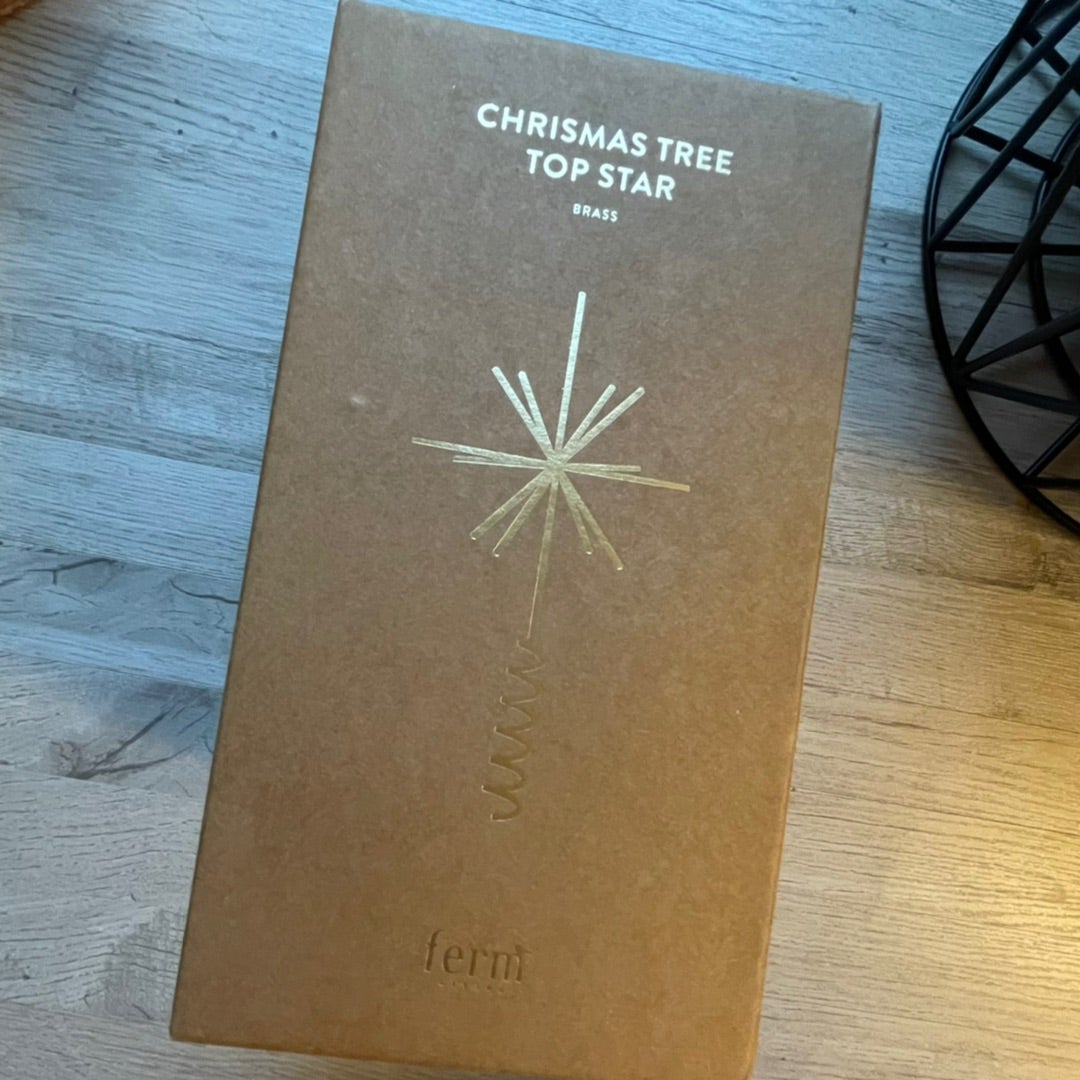 CHRISMAS TREE
TOP STAR
BRASS
ferm